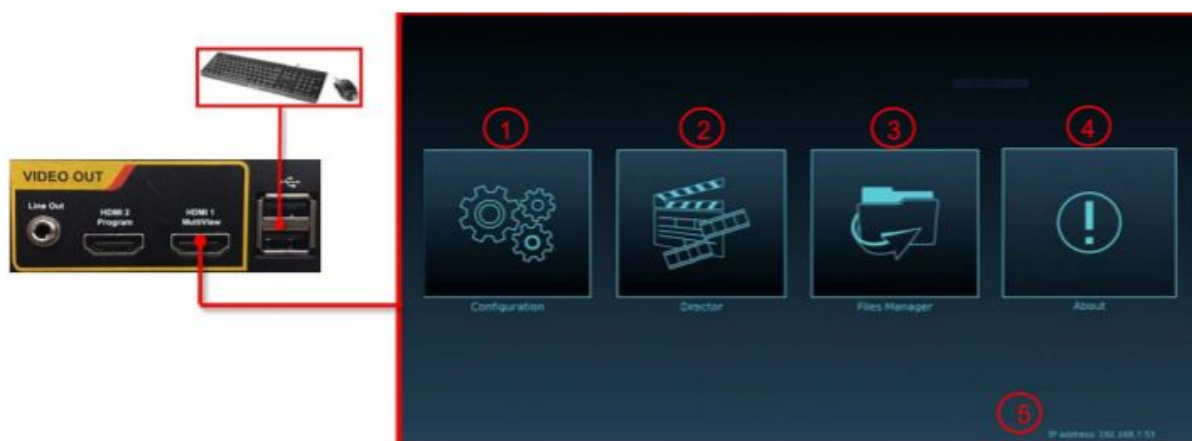 VIDEO OUT
Line Out
HDMI 2
Program
HDMI 1
MultiView
1
2
3
4
Configuration
Director
Files Manager
About
5
IP address: 192.168.7.53